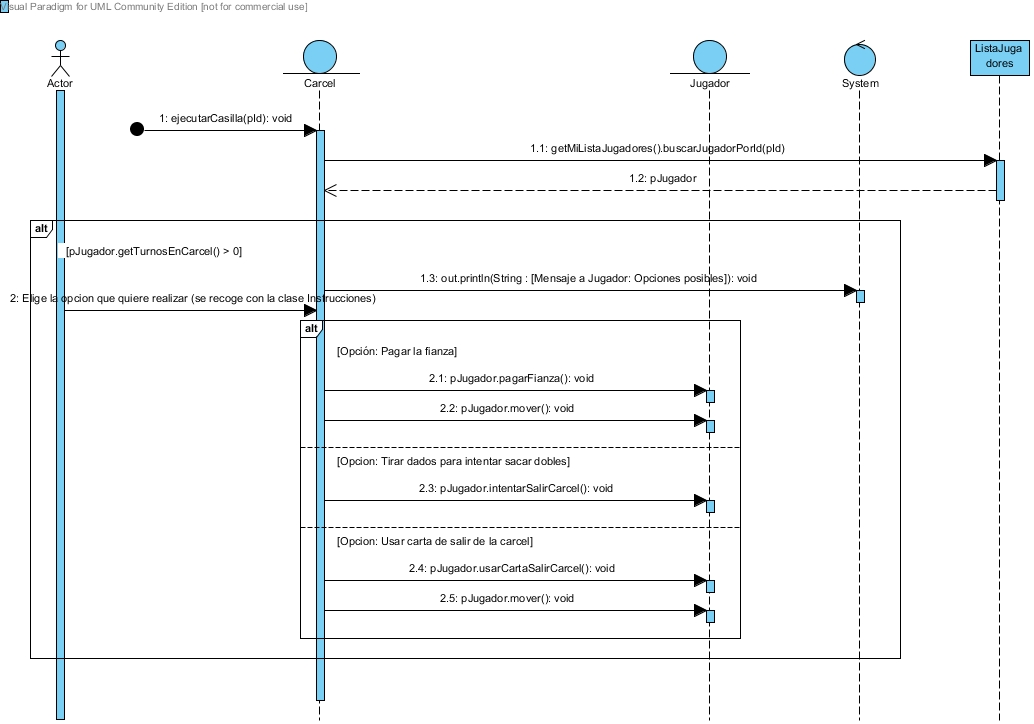 Visual Paradigm for UML Community Edition [not for commercial use]
Actor
Carcel
Jugador
System
ListaJuga
dores
1: ejecutarCasilla(pId): void
1.1: getMiListaJugadores().buscarJugadorPorId(pId)
1.2: pJugador
alt
[pJugador.getTurnosEnCarcel() > 0]
1.3: out.println(String : [Mensaje a Jugador: Opciones posibles]): void
2: Elige la opcion que quiere realizar (se recoge con la clase Instrucciones)
alt
[Opción: Pagar la fianza]
2.1: pJugador.pagarFianza(): void
2.2: pJugador.mover(): void
[Opcion: Tirar dados para intentar sacar dobles]
2.3: pJugador.intentarSalirCarcel(): void
[Opcion: Usar carta de salir de la carcel]
2.4: pJugador.usarCartaSalirCarcel(): void
2.5: pJugador.mover(): void